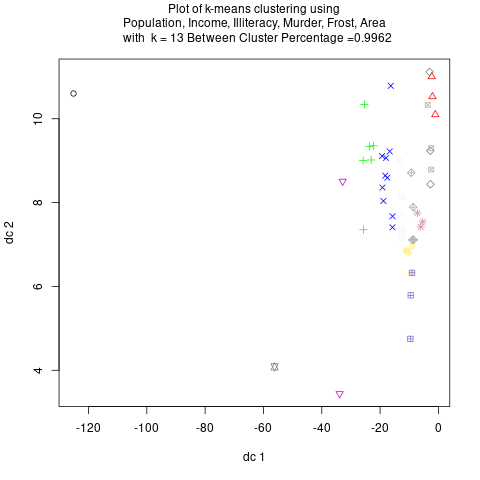 Plot of k-means clustering using
Population, Income, Illiteracy, Murder, Frost, Area
with k = 13 Between Cluster Percentage =0.9962
10
8
6
4
dc 2
-120 -100 -80 -60 -40 -20 0
dc 1